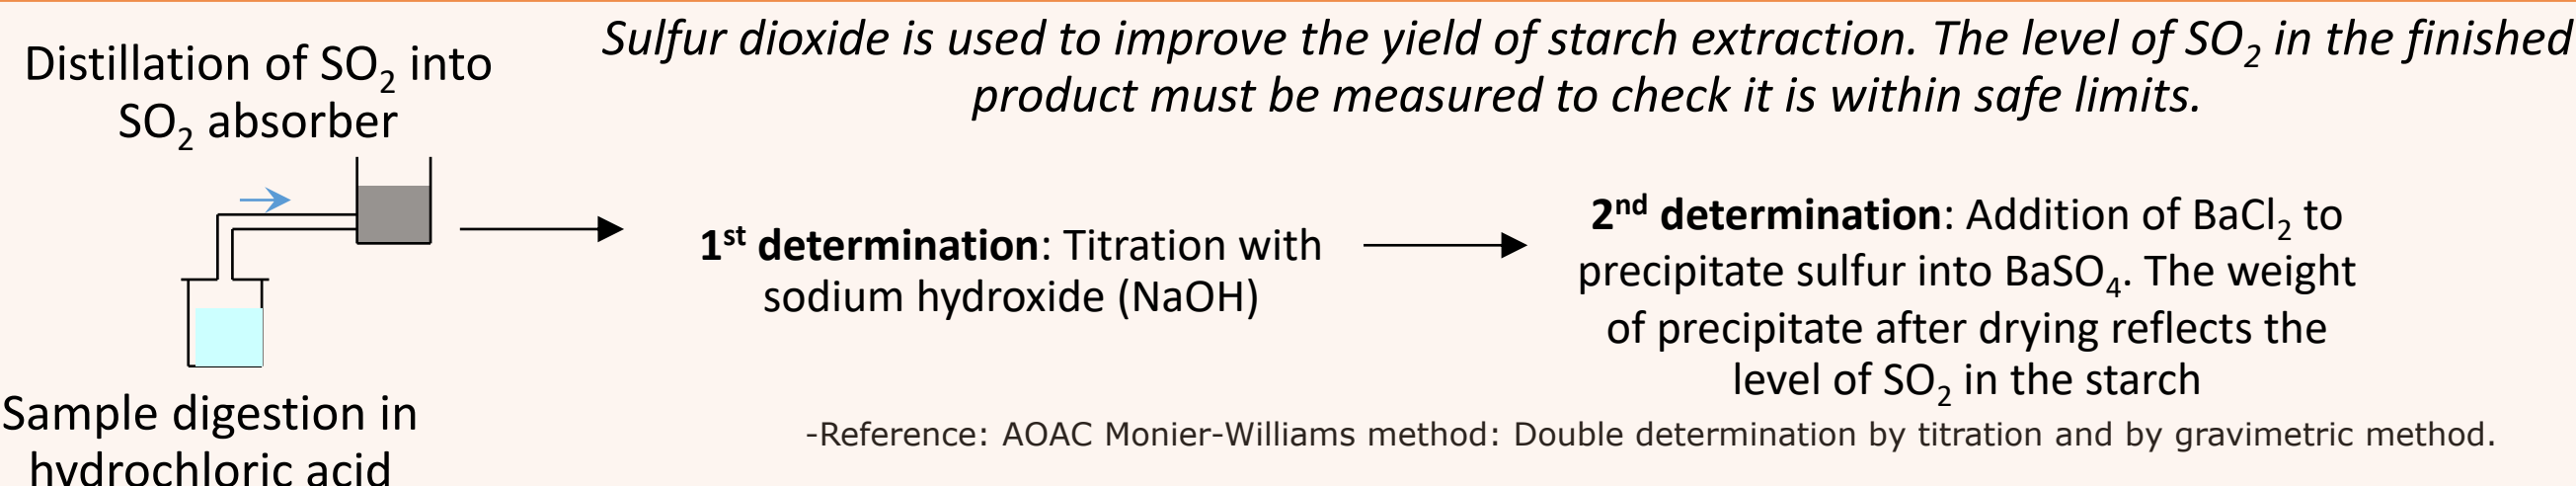 Distillation of SO₂ into
SO₂ absorber
Sulfur dioxide is used to improve the yield of starch extraction. The level of SO₂ in the finished
product must be measured to check it is within safe limits.
1ˢᵗ determination: Titration with
sodium hydroxide (NaOH)
2ⁿᵈ determination: Addition of BaCl₂ to
precipitate sulfur into BaSO₄. The weight
of precipitate after drying reflects the
level of SO₂ in the starch
Sample digestion in
hydrochloric acid
-Reference: AOAC Monier-Williams method: Double determination by titration and by gravimetric method.